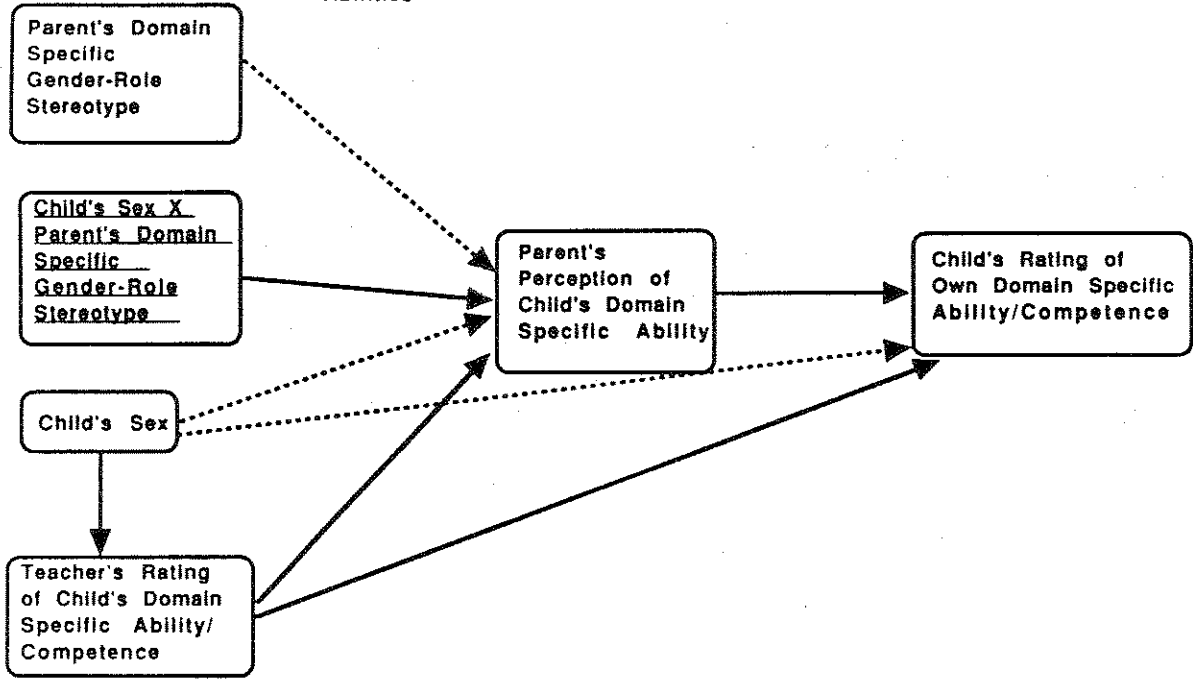 Parent's Domain
Specific
Gender-Role
Stereotype
Child's Sex X
Parent's Domain
Specific
Gender-Role
Stereotype
Parent's
Perception of
Child's Domain
Specific Ability
Child's Rating of
Own Domain Specific
Ability/Competence
Child's Sex
Teacher's Rating
of Child's Domain
Specific Ability/
Competence